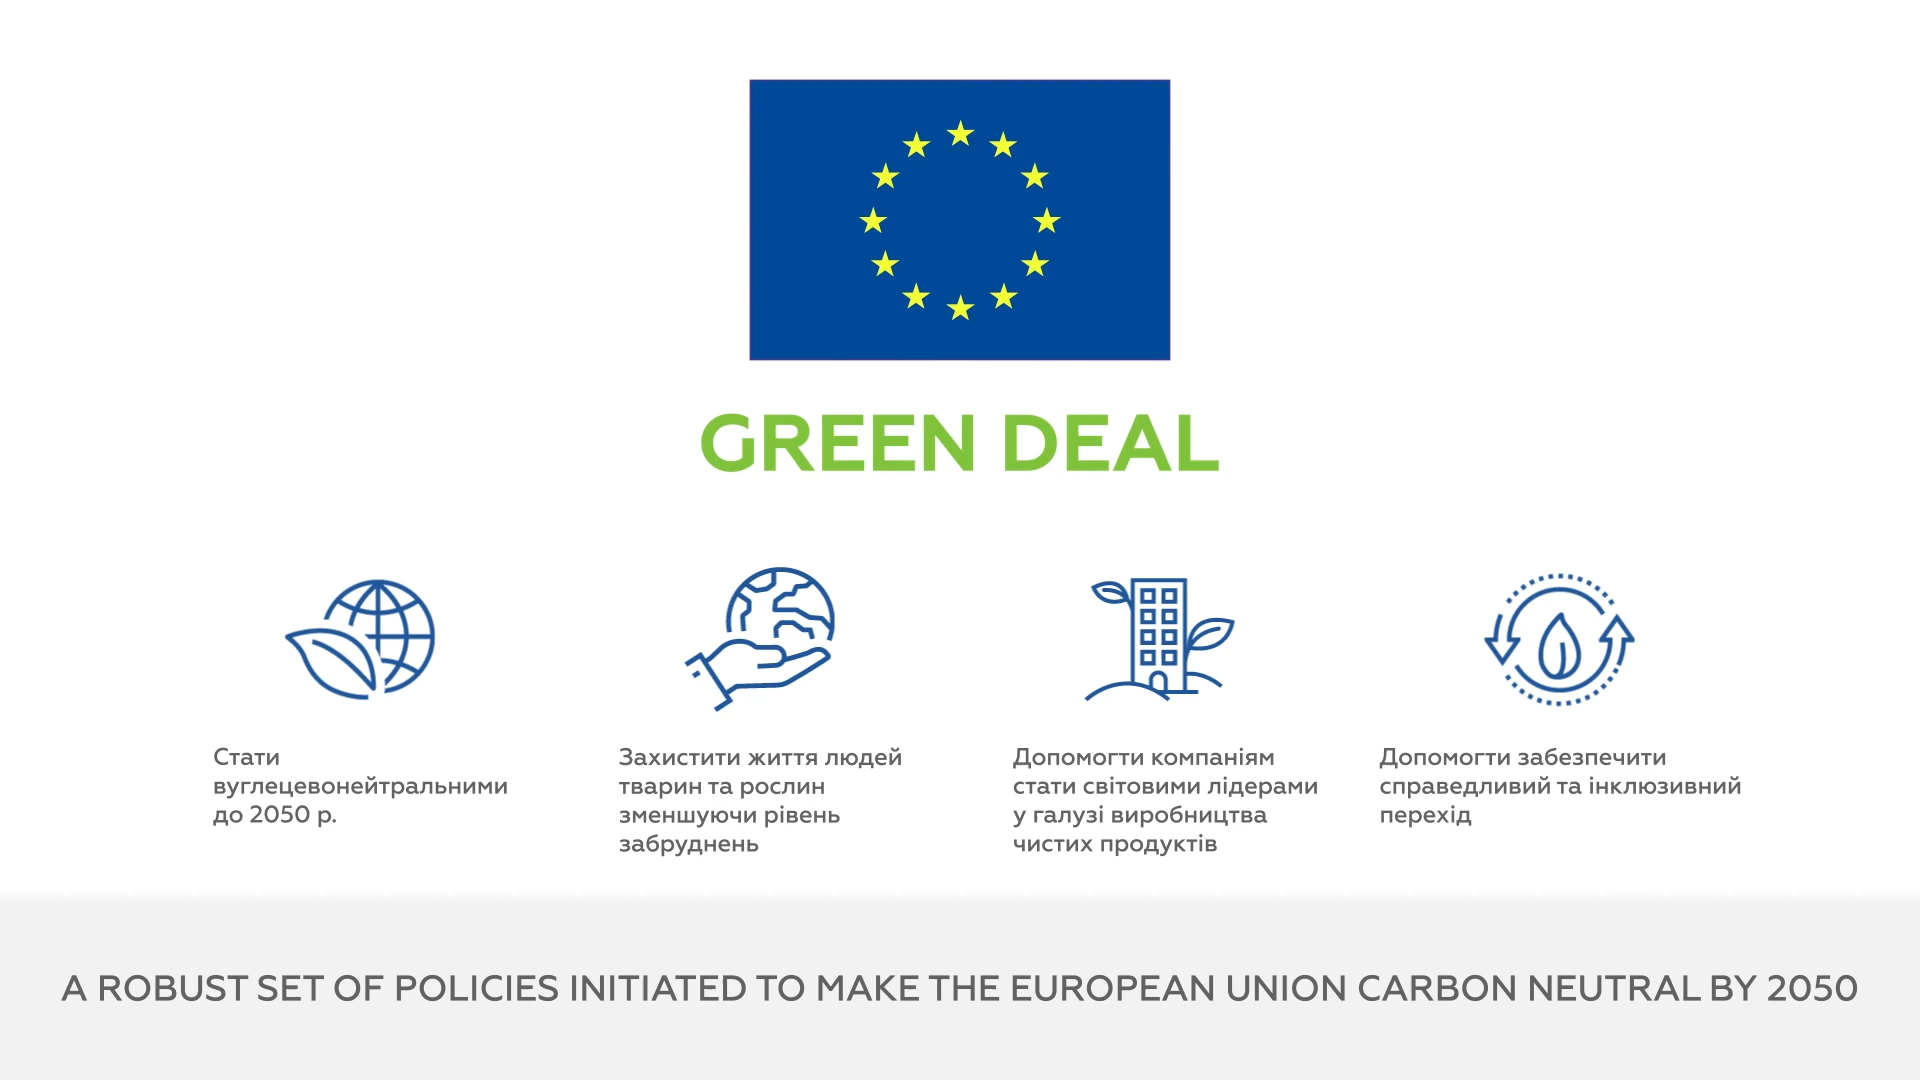 GREEN DEAL
Стати
вуглецевонейтральними
до 2050 р.
Захистити життя людей
тварин та рослин
зменшуючи рівень
забруднень
Допомогти компаніям
стати світовими лідерами
у галузі виробництва
чистих продуктів
Допомогти забезпечити
справедливий та інклюзивний
перехід
A ROBUST SET OF POLICIES INITIATED TO MAKE THE EUROPEAN UNION CARBON NEUTRAL BY 2050